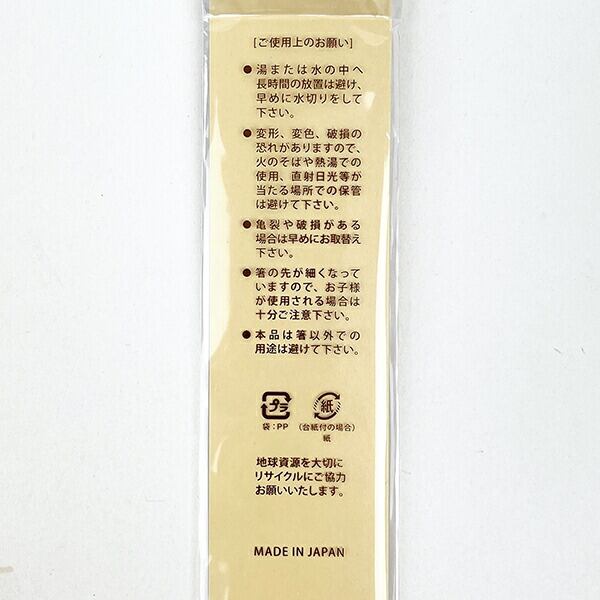 [ご使用上のお願い]
●湯または水の中へ
長時間の放置は避け、
早めに水切りをして
下さい。
●変形、変色、破損の
恐れがありますので、
火のそばや熱湯での
使用、直射日光等が
当たる場所での保管
は避けて下さい。
●亀裂や破損がある
場合は早めにお取替え
下さい。
●箸の先が細くなって
いますので、お子様
が使用される場合は
十分ご注意下さい。
●本品は箸以外での
用途は避けて下さい。
プラ
紙
袋：PP
（台紙付の場合）
紙
地球資源を大切に
リサイクルにご協力
お願いいたします。
MADE IN JAPAN